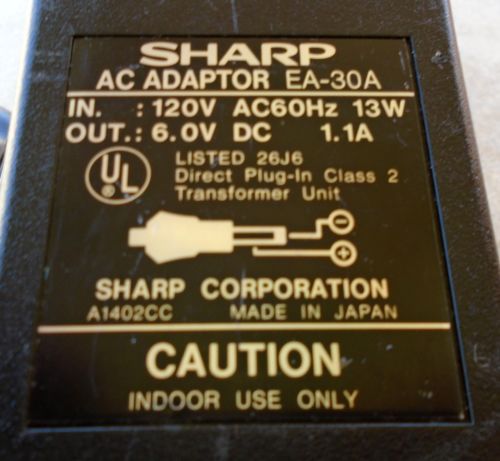 SHARP
AC ADAPTOR EA-30A
IN. : 120V AC60Hz 13W
OUT.: 6.0V DC 1.1A
UL
®
LISTED 26J6
Direct Plug-In Class 2
Transformer Unit
SHARP CORPORATION
A1402CC MADE IN JAPAN
CAUTION
INDOOR USE ONLY